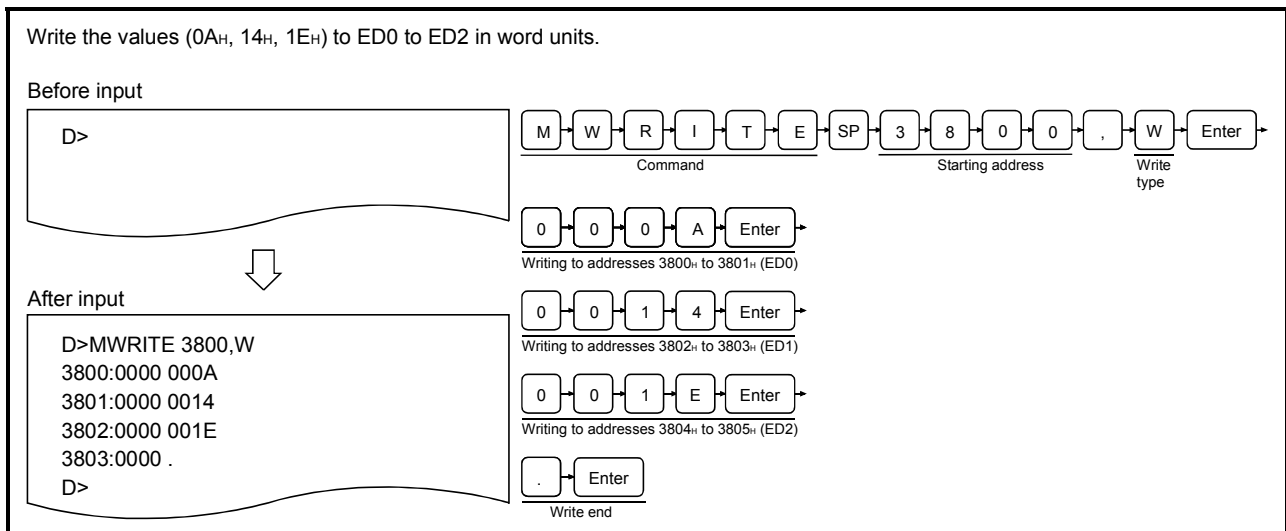 Write the values (0AH, 14H, 1EH) to ED0 to ED2 in word units.
Before input
D>
M W R I T E SP 3 8 0 0 , W Enter
Command
Starting address
Write
type
0 0 0 A Enter
Writing to addresses 3800H to 3801H (ED0)
After input
D>MWRITE 3800,W
3800:0000 000A
3801:0000 0014
3802:0000 001E
3803:0000 .
D>
0 0 1 4 Enter
Writing to addresses 3802H to 3803H (ED1)
0 0 1 E Enter
Writing to addresses 3804H to 3805H (ED2)
. Enter
Write end